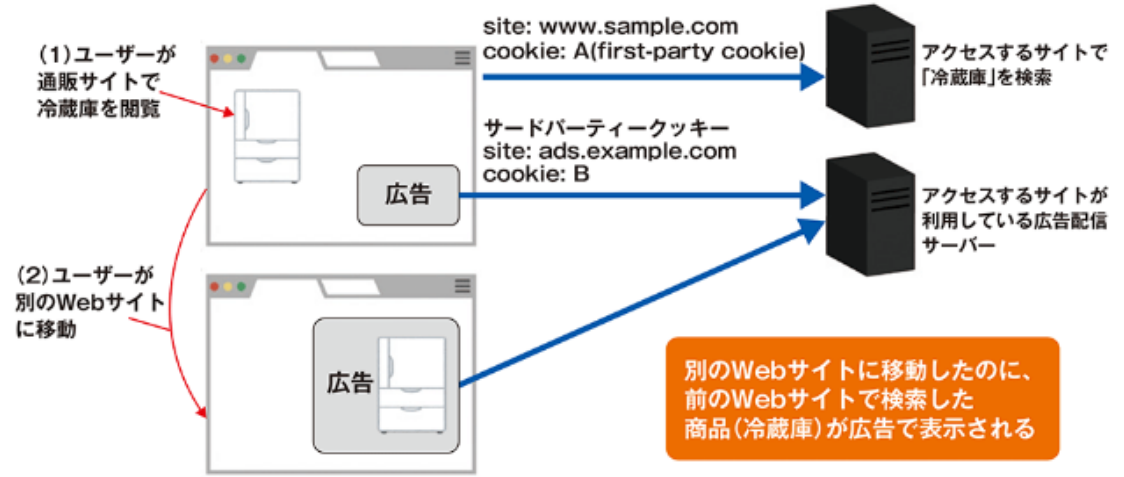 (1)ユーザーが
通販サイトで
冷蔵庫を閲覧
site: www.sample.com
cookie: A(first-party cookie)
アクセスするサイトで
「冷蔵庫」を検索
サードパーティークッキー
site: ads.example.com
cookie: B
広告
アクセスするサイトが
利用している広告配信
サーバー
(2)ユーザーが
別のWebサイト
に移動
広告
別のWebサイトに移動したのに、
前のWebサイトで検索した
商品(冷蔵庫)が広告で表示される